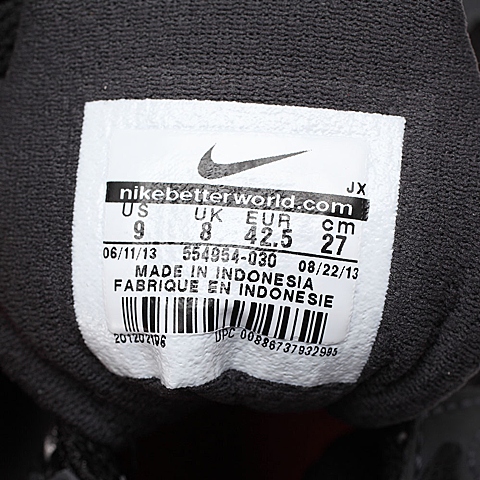 JX
nikebetterworld.com
US UK EUR cm
9 8 42.5 27
06/11/13 554954-030 08/22/13
MADE IN INDONESIA
FABRIQUE EN INDONESIE
UPC 00886737932995